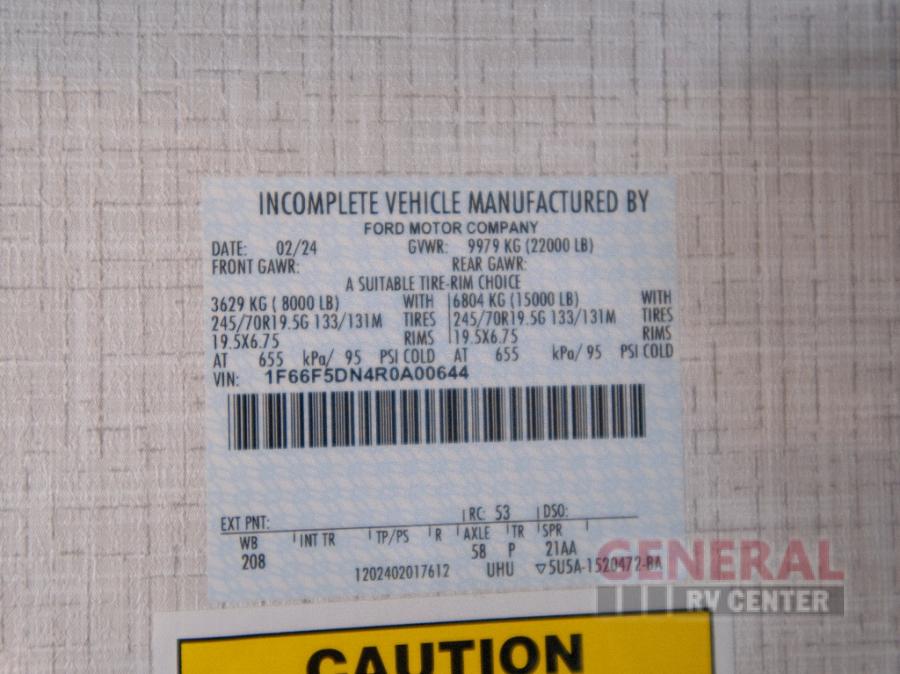 INCOMPLETE VEHICLE MANUFACTURED BY
FORD MOTOR COMPANY
DATE: 02/24 GVWR: 9979 KG (22000 LB)
FRONT GAWR: REAR GAWR:
A SUITABLE TIRE-RIM CHOICE
3629 KG ( 8000 LB) WITH 6804 KG (15000 LB) WITH
245/70R19.5G 133/131M TIRES 245/70R19.5G 133/131M TIRES
19.5X6.75 RIMS 19.5X6.75 RIMS
AT 655 kPa/ 95 PSI COLD AT 655 kPa/ 95 PSI COLD
VIN: 1F66F5DN4R0A00644
EXT PNT: RC: 53 DSO:
WB INT TR TP/PS R AXLE TR SPR
208 58 P 21AA
1202402017612 UHU ▽5U5A-1520472-BA
GENERAL
RV CENTER
CAUTION